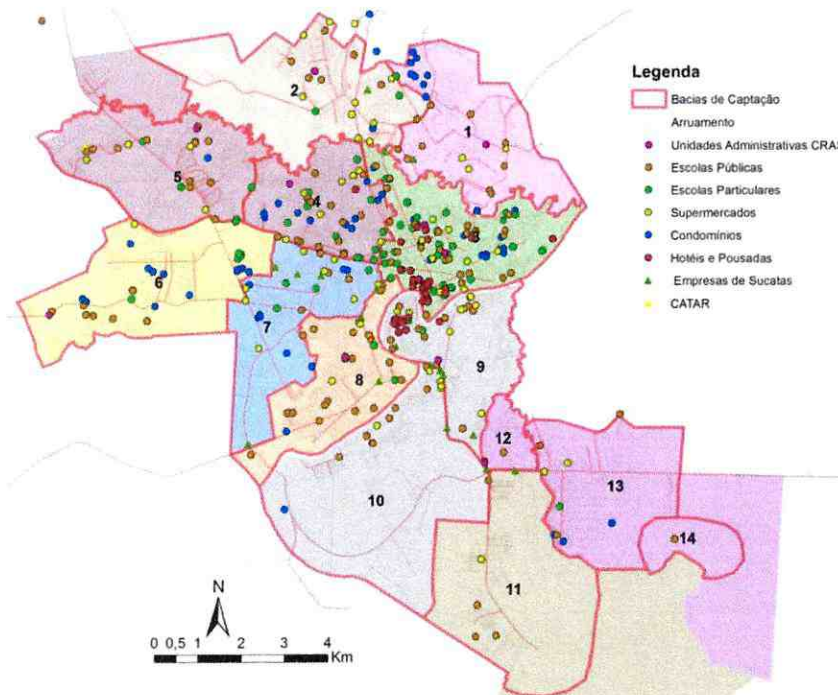 Legenda
Bacias de Captação
Arruamento
Unidades Administrativas CRAS
Escolas Públicas
Escolas Particulares
Supermercados
Condomínios
Hotéis e Pousadas
Empresas de Sucatas
CATAR
2
1
5
4
3
6
7
8
9
12
13
10
14
11
N
0 0,5 1 2 3 4
Km